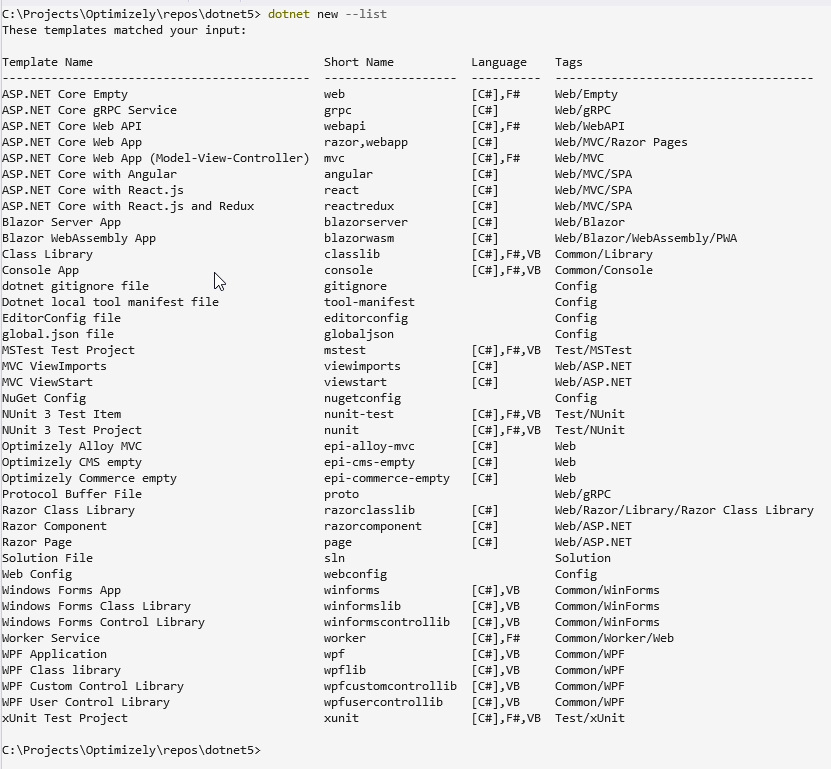 C:\Projects\Optimizely\repos\dotnet5> dotnet new --list
These templates matched your input:

Template Name                                 Short Name           Language    Tags
--------------------------------------------  -------------------  ----------  -------------------------------------
ASP.NET Core Empty                            web                  [C#],F#     Web/Empty
ASP.NET Core gRPC Service                     grpc                 [C#]        Web/gRPC
ASP.NET Core Web API                          webapi               [C#],F#     Web/WebAPI
ASP.NET Core Web App                          razor,webapp         [C#]        Web/MVC/Razor Pages
ASP.NET Core Web App (Model-View-Controller)  mvc                  [C#],F#     Web/MVC
ASP.NET Core with Angular                     angular              [C#]        Web/MVC/SPA
ASP.NET Core with React.js                    react                [C#]        Web/MVC/SPA
ASP.NET Core with React.js and Redux          reactredux           [C#]        Web/MVC/SPA
Blazor Server App                             blazorserver         [C#]        Web/Blazor
Blazor WebAssembly App                        blazorwasm           [C#]        Web/Blazor/WebAssembly/PWA
Class Library                                 classlib             [C#],F#,VB  Common/Library
Console App                                   console              [C#],F#,VB  Common/Console
dotnet gitignore file                         gitignore                        Config
Dotnet local tool manifest file               tool-manifest                    Config
EditorConfig file                             editorconfig                     Config
global.json file                              globaljson                       Config
MSTest Test Project                           mstest               [C#],F#,VB  Test/MSTest
MVC ViewImports                               viewimports          [C#]        Web/ASP.NET
MVC ViewStart                                 viewstart            [C#]        Web/ASP.NET
NuGet Config                                  nugetconfig                      Config
NUnit 3 Test Item                             nunit-test           [C#],F#,VB  Test/NUnit
NUnit 3 Test Project                          nunit                [C#],F#,VB  Test/NUnit
Optimizely Alloy MVC                          epi-alloy-mvc        [C#]        Web
Optimizely CMS empty                          epi-cms-empty        [C#]        Web
Optimizely Commerce empty                     epi-commerce-empty   [C#]        Web
Protocol Buffer File                          proto                            Web/gRPC
Razor Class Library                           razorclasslib        [C#]        Web/Razor/Library/Razor Class Library
Razor Component                               razorcomponent       [C#]        Web/ASP.NET
Razor Page                                    page                 [C#]        Web/ASP.NET
Solution File                                 sln                              Solution
Web Config                                    webconfig                        Config
Windows Forms App                             winforms             [C#],VB     Common/WinForms
Windows Forms Class Library                   winformslib          [C#],VB     Common/WinForms
Windows Forms Control Library                 winformscontrollib   [C#],VB     Common/WinForms
Worker Service                                worker               [C#],F#     Common/Worker/Web
WPF Application                               wpf                  [C#],VB     Common/WPF
WPF Class library                             wpflib               [C#],VB     Common/WPF
WPF Custom Control Library                    wpfcustomcontrollib  [C#],VB     Common/WPF
WPF User Control Library                      wpfusercontrollib    [C#],VB     Common/WPF
xUnit Test Project                            xunit                [C#],F#,VB  Test/xUnit

C:\Projects\Optimizely\repos\dotnet5>